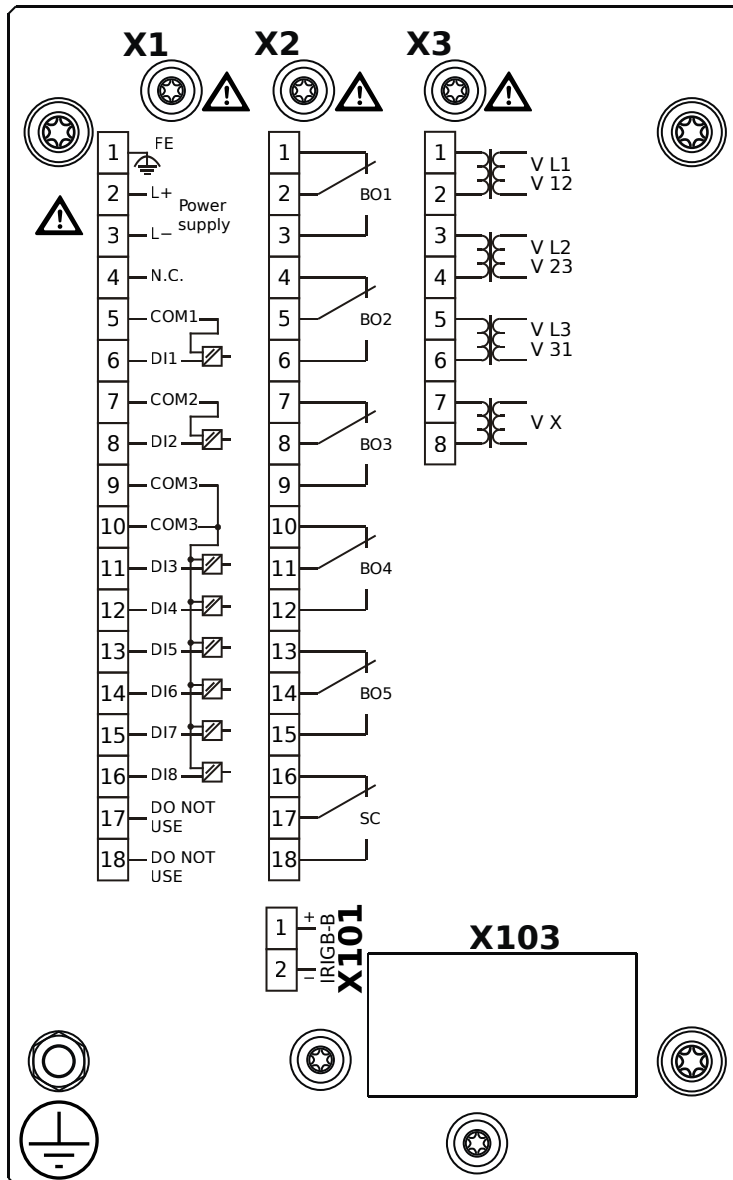 X1 X2 X3
1 FE
2 L+
Power
supply
3 L−
4 N.C.
5 COM1
6 DI1
7 COM2
8 DI2
9 COM3
10 COM3
11 DI3
12 DI4
13 DI5
14 DI6
15 DI7
16 DI8
17 DO NOT
USE
18 DO NOT
USE
1
2 BO1
3
4
5 BO2
6
7
8 BO3
9
10
11 BO4
12
13
14 BO5
15
16
17 SC
18
1 V L1
2 V 12
3 V L2
4 V 23
5 V L3
6 V 31
7 V X
8
1 +
2 −
IRIGB-B
X101
X103